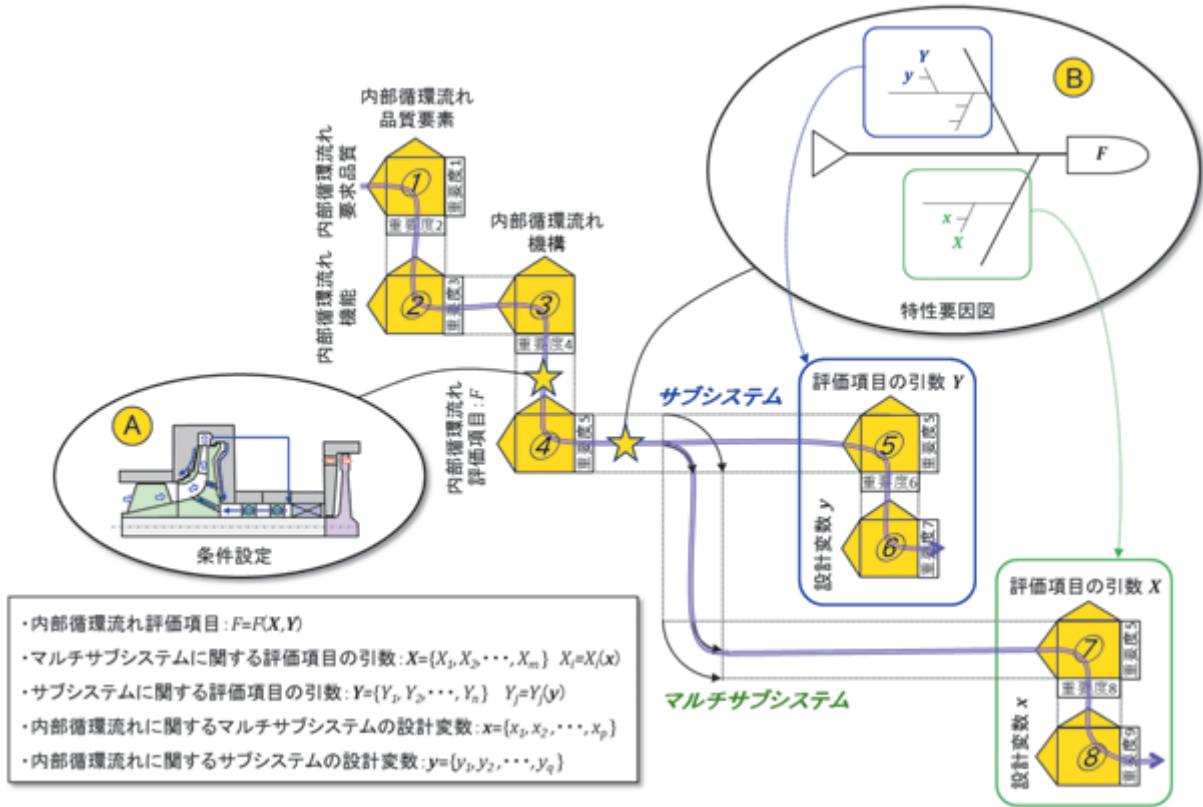 内部循環流れ
品質要素
内部循環流れ
要求品質
①
重要度1
重要度2
内部循環流れ
機能
②
重要度3
内部循環流れ
機構
③
重要度4
内部循環流れ
評価項目:F
④
重要度5
A
条件設定
B
Y
y
F
x
X
特性要因図
サブシステム
評価項目の引数 Y
⑤
重要度5
重要度6
設計変数 y
⑥
重要度7
マルチサブシステム
評価項目の引数 X
⑦
重要度5
重要度8
設計変数 x
⑧
重要度9
・内部循環流れ評価項目:F=F(X,Y)
・マルチサブシステムに関する評価項目の引数:X={X₁, X₂, ・・・, Xₘ} Xᵢ=Xᵢ(x)
・サブシステムに関する評価項目の引数:Y={Y₁, Y₂, ・・・, Yₙ} Yⱼ=Yⱼ(y)
・内部循環流れに関するマルチサブシステムの設計変数:x={x₁, x₂, ・・・, xₚ}
・内部循環流れに関するサブシステムの設計変数:y={y₁, y₂, ・・・, y_q}